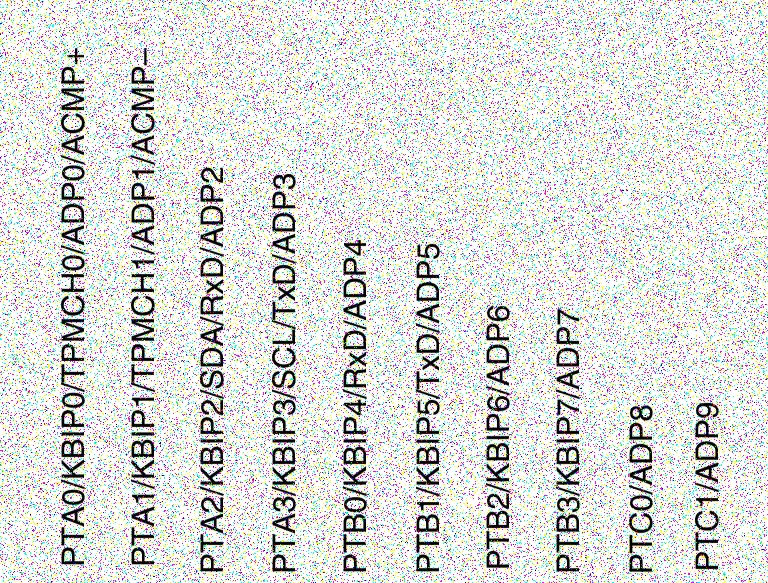 PTA0/KBIP0/TPMCH0/ADP0/ACMP+
PTA1/KBIP1/TPMCH1/ADP1/ACMP–
PTA2/KBIP2/SDA/RxD/ADP2
PTA3/KBIP3/SCL/TxD/ADP3
PTB0/KBIP4/RxD/ADP4
PTB1/KBIP5/TxD/ADP5
PTB2/KBIP6/ADP6
PTB3/KBIP7/ADP7
PTC0/ADP8
PTC1/ADP9